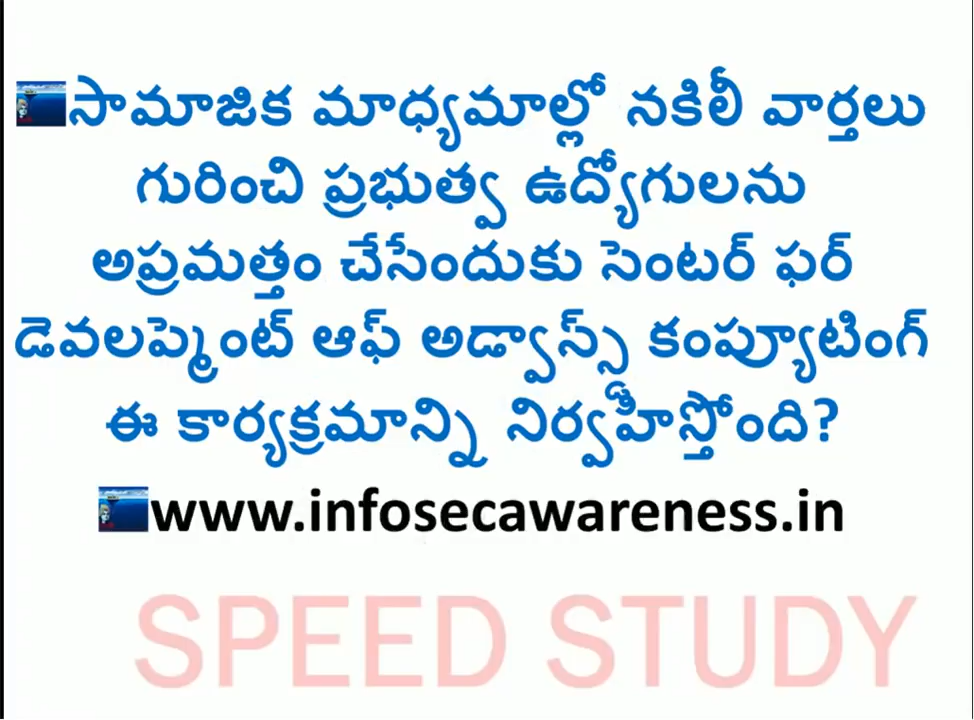 సామాజిక మాధ్యమాల్లో నకిలీ వార్తలు
గురించి ప్రభుత్వ ఉద్యోగులను
అప్రమత్తం చేసేందుకు సెంటర్ ఫర్
డెవలప్మెంట్ ఆఫ్ అడ్వాన్స్డ్ కంప్యూటింగ్
ఈ కార్యక్రమాన్ని నిర్వహిస్తోంది?
www.infosecawareness.in
SPEED STUDY